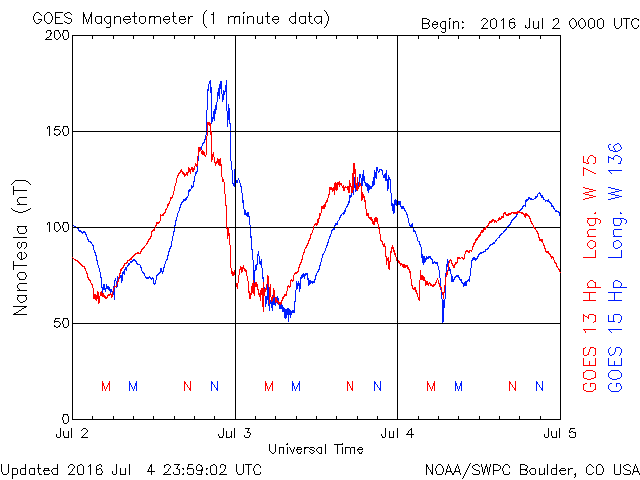 GOES Magnetometer (1 minute data)
Begin: 2016 Jul 2 0000 UTC
200
150
100
50
0
NanoTesla (nT)
M M N N M M N N M M N N
Jul 2 Jul 3 Jul 4 Jul 5
Universal Time
GOES 13 Hp Long. W 75
GOES 15 Hp Long. W 136
Updated 2016 Jul 4 23:59:02 UTC
NOAA/SWPC Boulder, CO USA